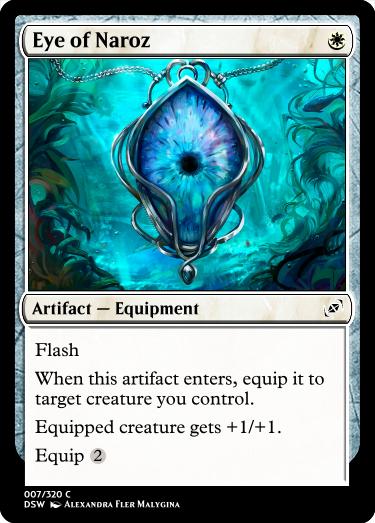 Eye of Naroz
Artifact — Equipment
Flash
When this artifact enters, equip it to
target creature you control.
Equipped creature gets +1/+1.
Equip 2
007/320 C
DSW Alexandra Fler Malygina